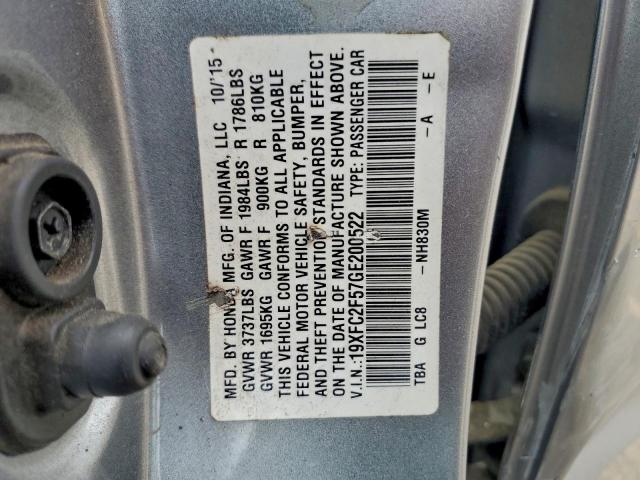 MFD. BY HONDA MFG. OF INDIANA, LLC 10/'15
GVWR 3737LBS GAWR F 1984LBS R 1786LBS
GVWR 1695KG GAWR F 900KG R 810KG
THIS VEHICLE CONFORMS TO ALL APPLICABLE
FEDERAL MOTOR VEHICLE SAFETY, BUMPER,
AND THEFT PREVENTION STANDARDS IN EFFECT
ON THE DATE OF MANUFACTURE SHOWN ABOVE.
V.I.N.:19XFC2F57GE200522 TYPE: PASSENGER CAR
TBA G LC8 -NH830M -A -E